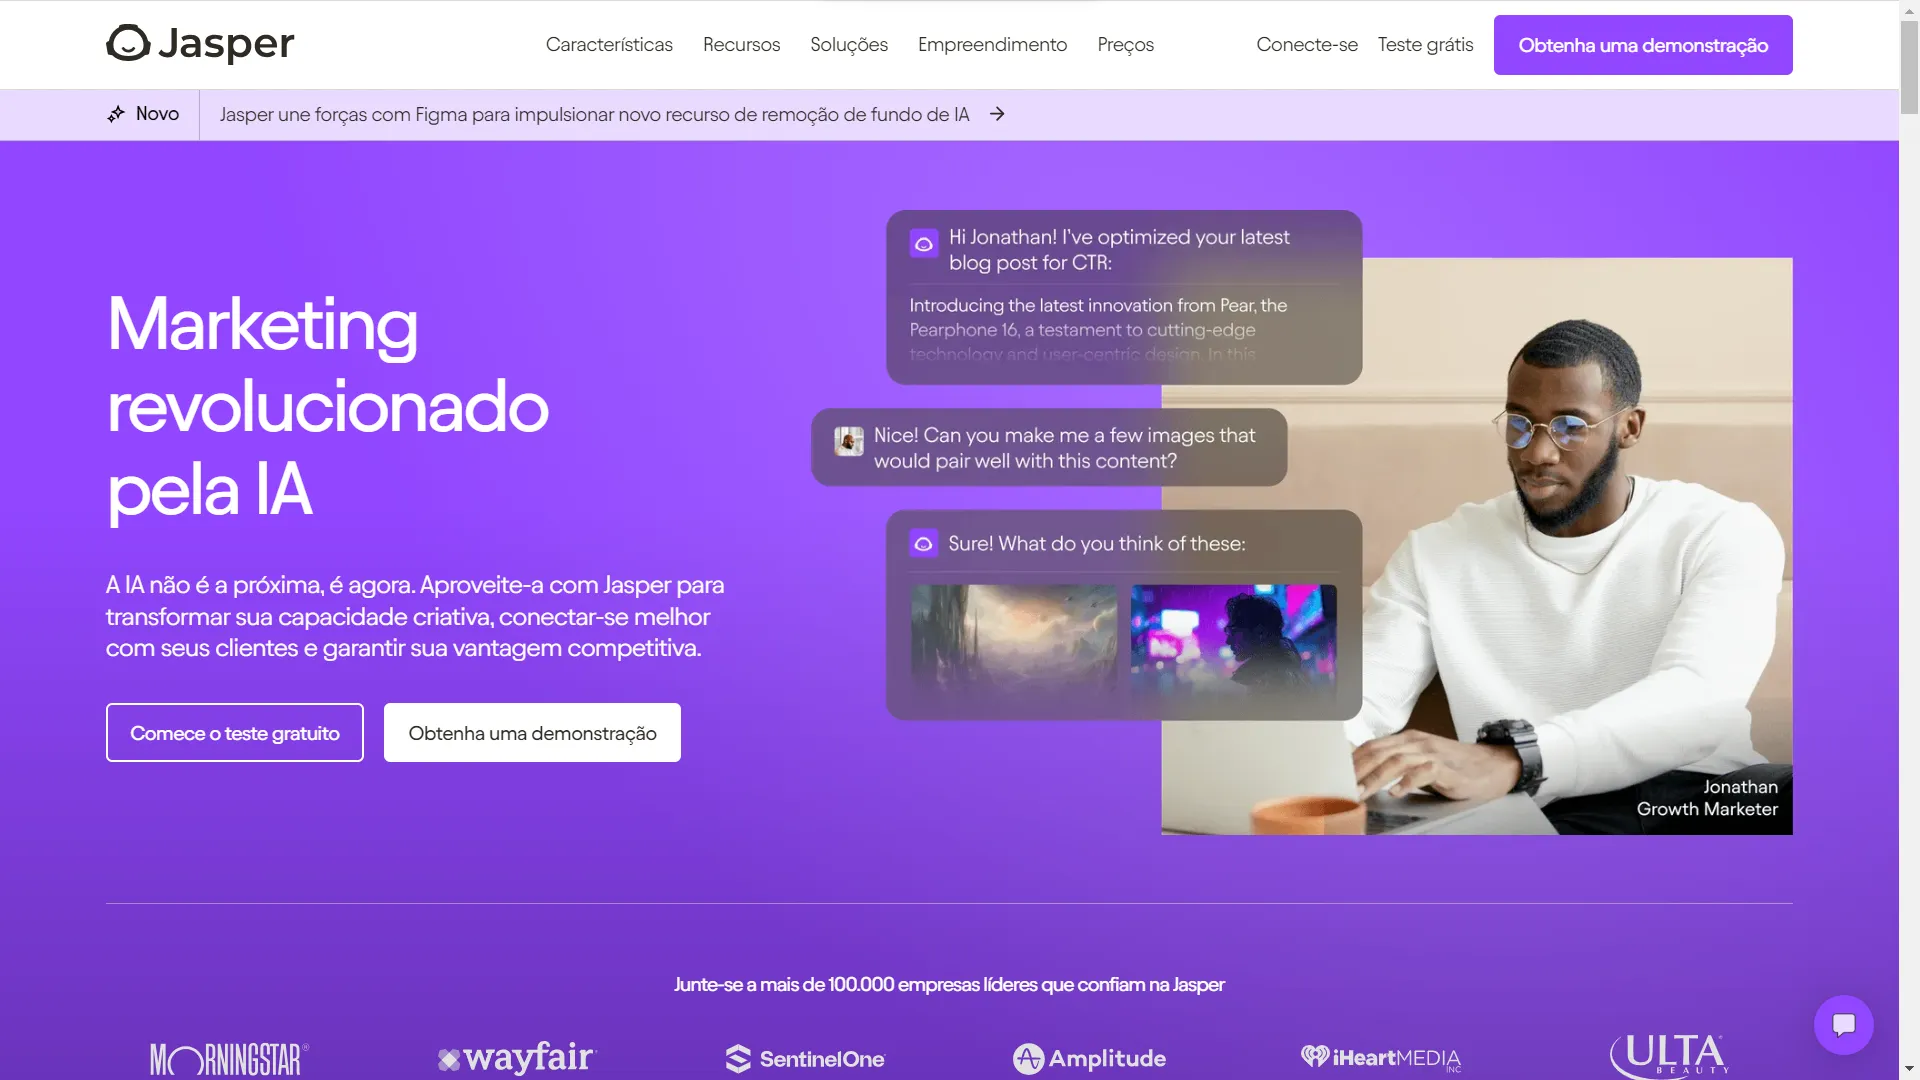 Jasper
Características
Recursos
Soluções
Empreendimento
Preços
Conecte-se
Teste grátis
Obtenha uma demonstração
Novo
Jasper une forças com Figma para impulsionar novo recurso de remoção de fundo de IA
Marketing
revolucionado
pela IA
A IA não é a próxima, é agora. Aproveite-a com Jasper para
transformar sua capacidade criativa, conectar-se melhor
com seus clientes e garantir sua vantagem competitiva.
Comece o teste gratuito
Obtenha uma demonstração
Hi Jonathan! I've optimized your latest
blog post for CTR:
Introducing the latest innovation from Pear, the
Pearphone 16, a testament to cutting-edge
technology and user-centric design. In this
Nice! Can you make me a few images that
would pair well with this content?
Sure! What do you think of these:
Jonathan
Growth Marketer
Junte-se a mais de 100.000 empresas líderes que confiam na Jasper
MORNINGSTAR®
wayfair
SentinelOne
Amplitude
iHeartMEDIA INC
ULTA BEAUTY